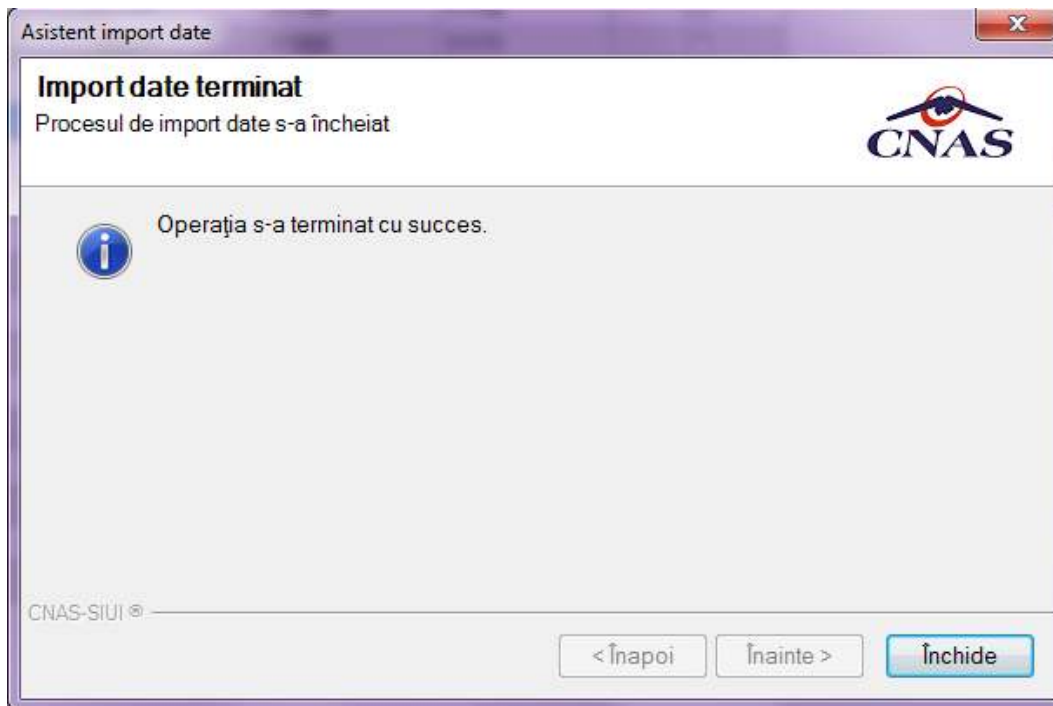 Asistent import date
Import date terminat
Procesul de import date s-a încheiat
CNAS
Operaţia s-a terminat cu succes.
CNAS-SIUI ®
< Înapoi
Înainte >
Închide